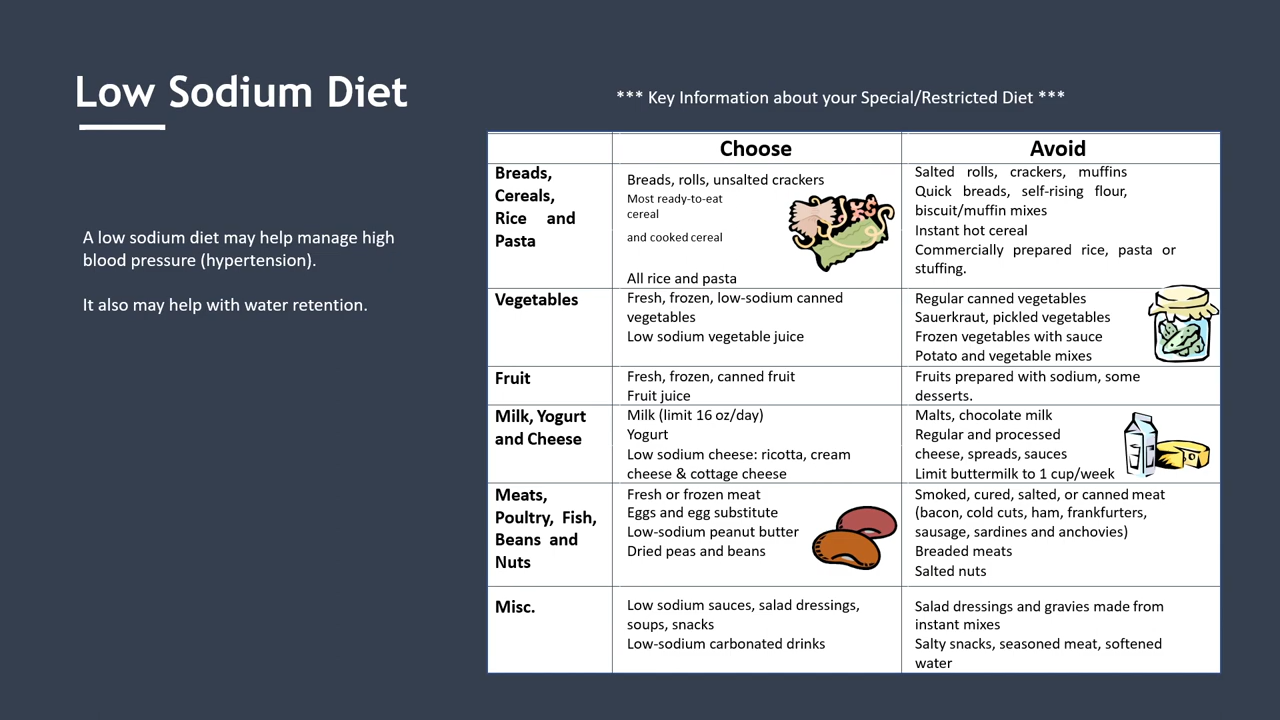 Low Sodium Diet
A low sodium diet may help manage high
blood pressure (hypertension).
It also may help with water retention.
*** Key Information about your Special/Restricted Diet ***
Choose
Avoid
Breads,
Cereals,
Rice and
Pasta
Breads, rolls, unsalted crackers
Most ready-to-eat
cereal
and cooked cereal
All rice and pasta
Salted rolls, crackers, muffins
Quick breads, self-rising flour,
biscuit/muffin mixes
Instant hot cereal
Commercially prepared rice, pasta or
stuffing.
Vegetables
Fresh, frozen, low-sodium canned
vegetables
Low sodium vegetable juice
Regular canned vegetables
Sauerkraut, pickled vegetables
Frozen vegetables with sauce
Potato and vegetable mixes
Fruit
Fresh, frozen, canned fruit
Fruit juice
Fruits prepared with sodium, some
desserts.
Milk, Yogurt
and Cheese
Milk (limit 16 oz/day)
Yogurt
Low sodium cheese: ricotta, cream
cheese & cottage cheese
Malts, chocolate milk
Regular and processed
cheese, spreads, sauces
Limit buttermilk to 1 cup/week
Meats,
Poultry, Fish,
Beans and
Nuts
Fresh or frozen meat
Eggs and egg substitute
Low-sodium peanut butter
Dried peas and beans
Smoked, cured, salted, or canned meat
(bacon, cold cuts, ham, frankfurters,
sausage, sardines and anchovies)
Breaded meats
Salted nuts
Misc.
Low sodium sauces, salad dressings,
soups, snacks
Low-sodium carbonated drinks
Salad dressings and gravies made from
instant mixes
Salty snacks, seasoned meat, softened
water